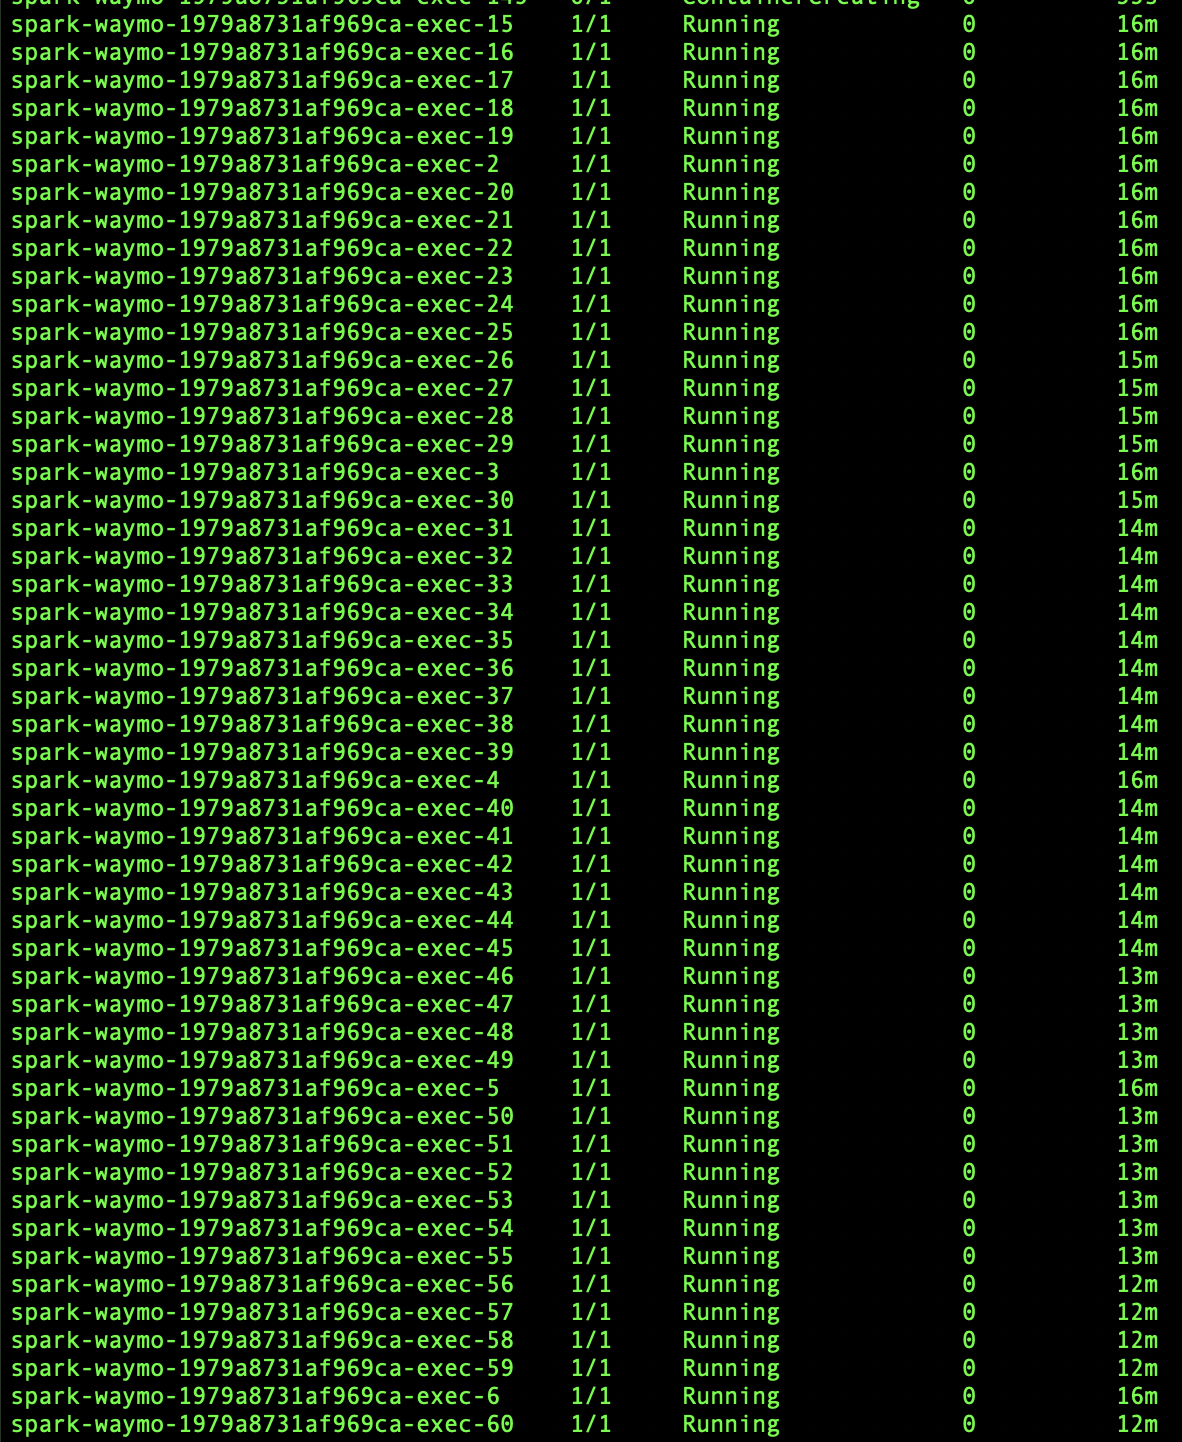 spark-waymo-1979a8731af969ca-exec-15 1/1 Running 0 16m
spark-waymo-1979a8731af969ca-exec-16 1/1 Running 0 16m
spark-waymo-1979a8731af969ca-exec-17 1/1 Running 0 16m
spark-waymo-1979a8731af969ca-exec-18 1/1 Running 0 16m
spark-waymo-1979a8731af969ca-exec-19 1/1 Running 0 16m
spark-waymo-1979a8731af969ca-exec-2 1/1 Running 0 16m
spark-waymo-1979a8731af969ca-exec-20 1/1 Running 0 16m
spark-waymo-1979a8731af969ca-exec-21 1/1 Running 0 16m
spark-waymo-1979a8731af969ca-exec-22 1/1 Running 0 16m
spark-waymo-1979a8731af969ca-exec-23 1/1 Running 0 16m
spark-waymo-1979a8731af969ca-exec-24 1/1 Running 0 16m
spark-waymo-1979a8731af969ca-exec-25 1/1 Running 0 16m
spark-waymo-1979a8731af969ca-exec-26 1/1 Running 0 15m
spark-waymo-1979a8731af969ca-exec-27 1/1 Running 0 15m
spark-waymo-1979a8731af969ca-exec-28 1/1 Running 0 15m
spark-waymo-1979a8731af969ca-exec-29 1/1 Running 0 15m
spark-waymo-1979a8731af969ca-exec-3 1/1 Running 0 16m
spark-waymo-1979a8731af969ca-exec-30 1/1 Running 0 15m
spark-waymo-1979a8731af969ca-exec-31 1/1 Running 0 14m
spark-waymo-1979a8731af969ca-exec-32 1/1 Running 0 14m
spark-waymo-1979a8731af969ca-exec-33 1/1 Running 0 14m
spark-waymo-1979a8731af969ca-exec-34 1/1 Running 0 14m
spark-waymo-1979a8731af969ca-exec-35 1/1 Running 0 14m
spark-waymo-1979a8731af969ca-exec-36 1/1 Running 0 14m
spark-waymo-1979a8731af969ca-exec-37 1/1 Running 0 14m
spark-waymo-1979a8731af969ca-exec-38 1/1 Running 0 14m
spark-waymo-1979a8731af969ca-exec-39 1/1 Running 0 14m
spark-waymo-1979a8731af969ca-exec-4 1/1 Running 0 16m
spark-waymo-1979a8731af969ca-exec-40 1/1 Running 0 14m
spark-waymo-1979a8731af969ca-exec-41 1/1 Running 0 14m
spark-waymo-1979a8731af969ca-exec-42 1/1 Running 0 14m
spark-waymo-1979a8731af969ca-exec-43 1/1 Running 0 14m
spark-waymo-1979a8731af969ca-exec-44 1/1 Running 0 14m
spark-waymo-1979a8731af969ca-exec-45 1/1 Running 0 14m
spark-waymo-1979a8731af969ca-exec-46 1/1 Running 0 13m
spark-waymo-1979a8731af969ca-exec-47 1/1 Running 0 13m
spark-waymo-1979a8731af969ca-exec-48 1/1 Running 0 13m
spark-waymo-1979a8731af969ca-exec-49 1/1 Running 0 13m
spark-waymo-1979a8731af969ca-exec-5 1/1 Running 0 16m
spark-waymo-1979a8731af969ca-exec-50 1/1 Running 0 13m
spark-waymo-1979a8731af969ca-exec-51 1/1 Running 0 13m
spark-waymo-1979a8731af969ca-exec-52 1/1 Running 0 13m
spark-waymo-1979a8731af969ca-exec-53 1/1 Running 0 13m
spark-waymo-1979a8731af969ca-exec-54 1/1 Running 0 13m
spark-waymo-1979a8731af969ca-exec-55 1/1 Running 0 13m
spark-waymo-1979a8731af969ca-exec-56 1/1 Running 0 12m
spark-waymo-1979a8731af969ca-exec-57 1/1 Running 0 12m
spark-waymo-1979a8731af969ca-exec-58 1/1 Running 0 12m
spark-waymo-1979a8731af969ca-exec-59 1/1 Running 0 12m
spark-waymo-1979a8731af969ca-exec-6 1/1 Running 0 16m
spark-waymo-1979a8731af969ca-exec-60 1/1 Running 0 12m